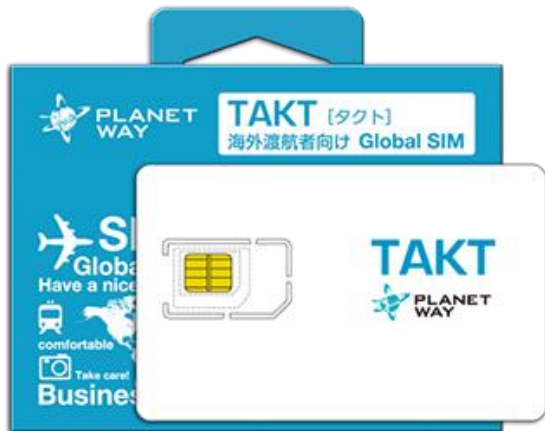 PLANET
WAY
TAKT [タクト]
海外渡航者向け Global SIM
Have a nice
comfortable
Take care!
TAKT
PLANET
WAY